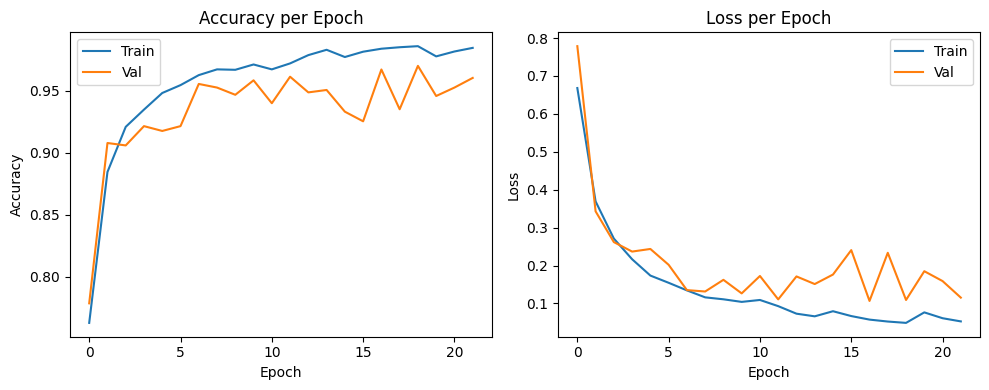 Accuracy per Epoch
Train
Val
0.95
0.90
0.85
0.80
Accuracy
0 5 10 15 20
Epoch
Loss per Epoch
Train
Val
0.8
0.7
0.6
0.5
0.4
0.3
0.2
0.1
Loss
0 5 10 15 20
Epoch